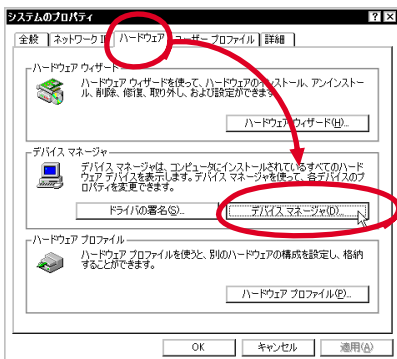 システムのプロパティ
全般 ネットワーク ID ハードウェア ユーザー プロファイル 詳細
ハードウェア ウィザード
ハードウェア ウィザードを使って、ハードウェアのインストール、アンインストー
ル、削除、修復、取り外し、および設定ができます。
ハードウェア ウィザード(H)...
デバイス マネージャ
デバイス マネージャは、コンピュータにインストールされているすべてのハード
ウェア デバイスを表示します。デバイス マネージャを使って、各デバイスのプ
ロパティを変更できます。
ドライバの署名(S)...
デバイス マネージャ(D)...
ハードウェア プロファイル
ハードウェア プロファイルを使うと、別のハードウェアの構成を設定し、格納
することができます。
ハードウェア プロファイル(P)...
OK キャンセル 適用(A)